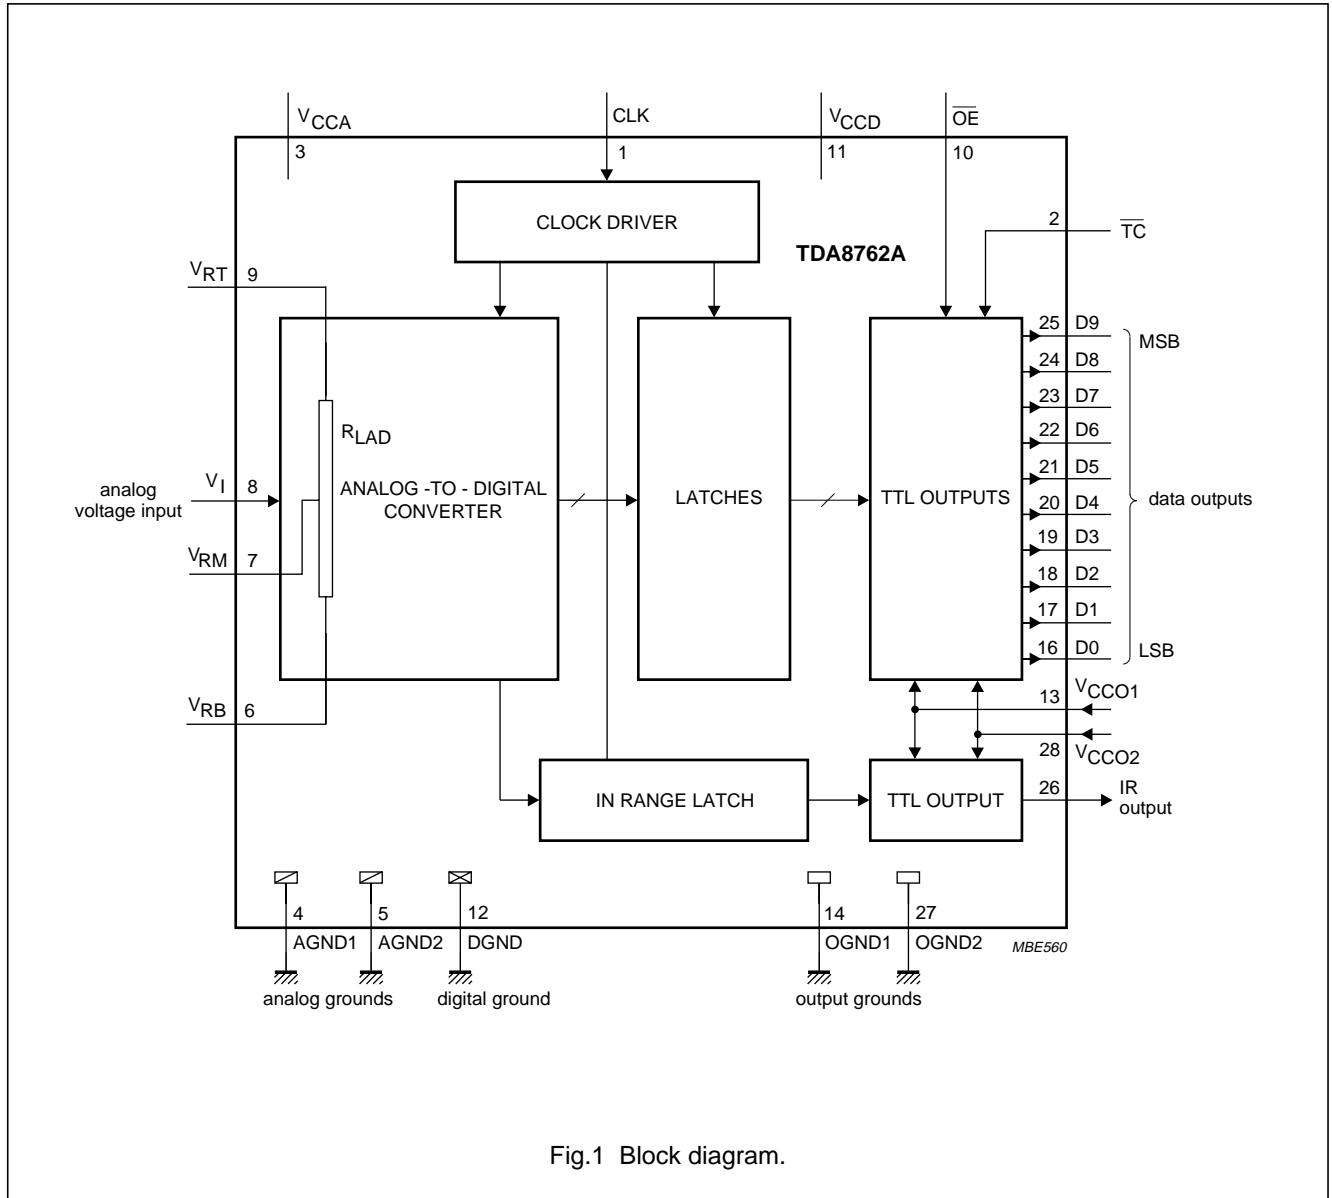 VCCA
CLK
VCCD
OE
3
1
11
10
CLOCK DRIVER
2
TC
TDA8762A
VRT
9
25
D9
MSB
24
D8
23
D7
RLAD
22
D6
analog
voltage input
VI
8
ANALOG -TO - DIGITAL
CONVERTER
LATCHES
TTL OUTPUTS
21
D5
20
D4
data outputs
19
D3
VRM
7
18
D2
17
D1
16
D0
LSB
VRB
6
13
VCCO1
28
VCCO2
IN RANGE LATCH
TTL OUTPUT
26
IR
output
4
5
12
14
27
AGND1
AGND2
DGND
OGND1
OGND2
MBE560
analog grounds
digital ground
output grounds
Fig.1 Block diagram.